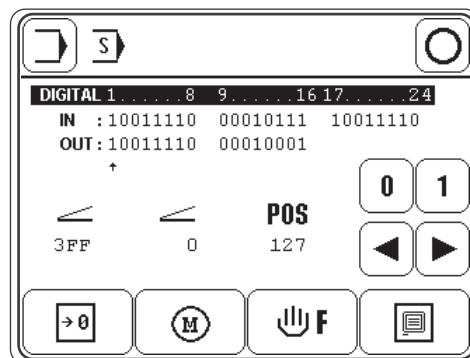 S
DIGITAL 1......8 9......16 17......24
IN :10011110 00010111 10011110
OUT:10011110 00010001
↑
0 1
POS
3FF 0 127
→0 M F